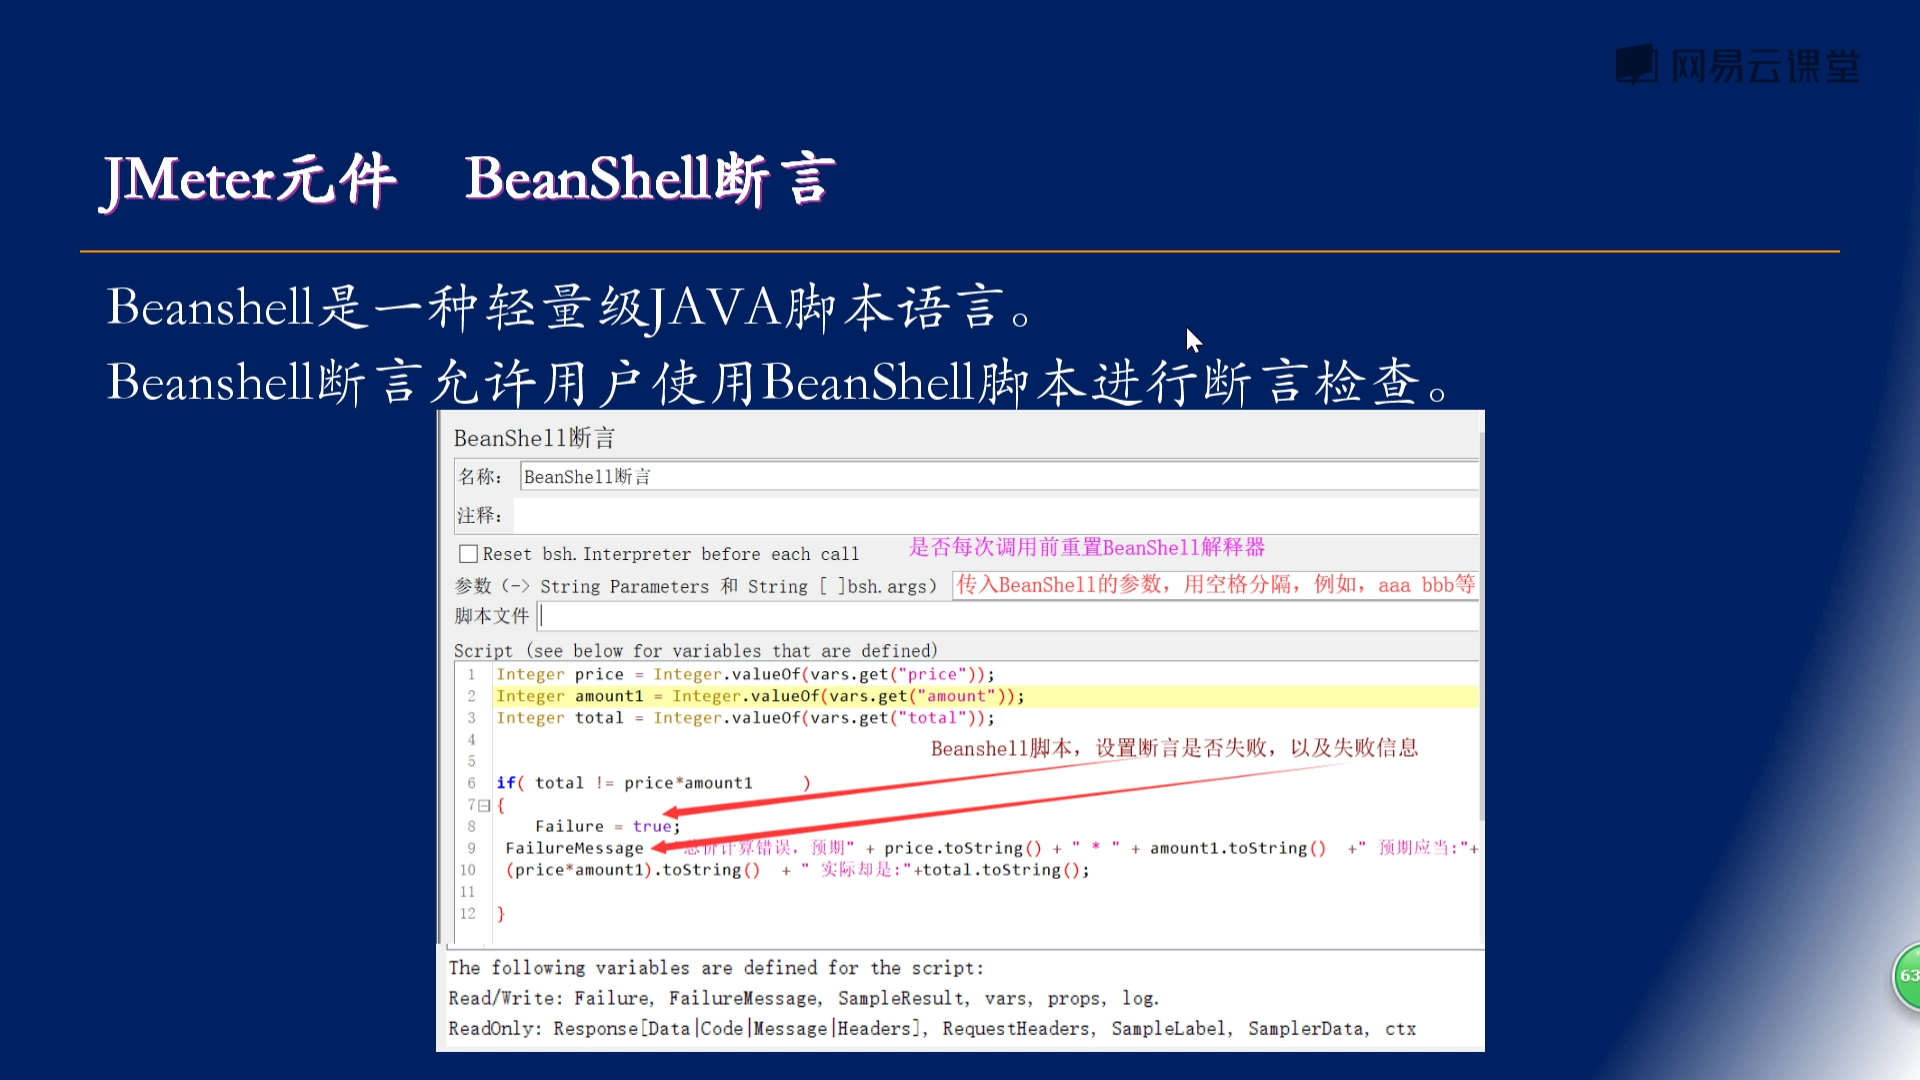 网易云课堂
JMeter元件 BeanShell断言
Beanshell是一种轻量级JAVA脚本语言。
Beanshell断言允许用户使用BeanShell脚本进行断言检查。
BeanShell断言
名称： BeanShell断言
注释：
Reset bsh.Interpreter before each call 是否每次调用前重置BeanShell解释器
参数（-> String Parameters 和 String [ ]bsh.args） 传入BeanShell的参数，用空格分隔，例如，aaa bbb等
脚本文件
Script (see below for variables that are defined)
1 Integer price = Integer.valueOf(vars.get("price"));
2 Integer amount1 = Integer.valueOf(vars.get("amount"));
3 Integer total = Integer.valueOf(vars.get("total"));
4
Beanshell脚本，设置断言是否失败，以及失败信息
5
6 if( total != price*amount1 )
7 {
8 Failure = true;
9 FailureMessage 总价计算错误，预期" + price.toString() + " * " + amount1.toString() +" 预期应当:"+
10 (price*amount1).toString() + " 实际却是:"+total.toString();
11
12 }
The following variables are defined for the script:
Read/Write: Failure, FailureMessage, SampleResult, vars, props, log.
ReadOnly: Response[Data|Code|Message|Headers], RequestHeaders, SampleLabel, SamplerData, ctx
63